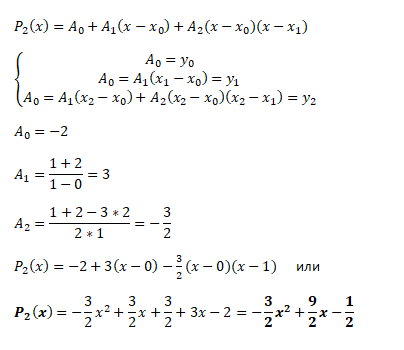 P₂(x) = A₀ + A₁(x − x₀) + A₂(x − x₀)(x − x₁)
A₀ = y₀
A₀ = A₁(x₁ − x₀) = y₁
A₀ = A₁(x₂ − x₀) + A₂(x₂ − x₀)(x₂ − x₁) = y₂
A₀ = −2
A₁ = (1 + 2)/(1 − 0) = 3
A₂ = (1 + 2 − 3 * 2)/(2 * 1) = −3/2
P₂(x) = −2 + 3(x − 0) − 3/2 (x − 0)(x − 1) или
P₂(x) = −3/2 x² + 3/2 x + 3/2 + 3x − 2 = −3/2 x² + 9/2 x − 1/2